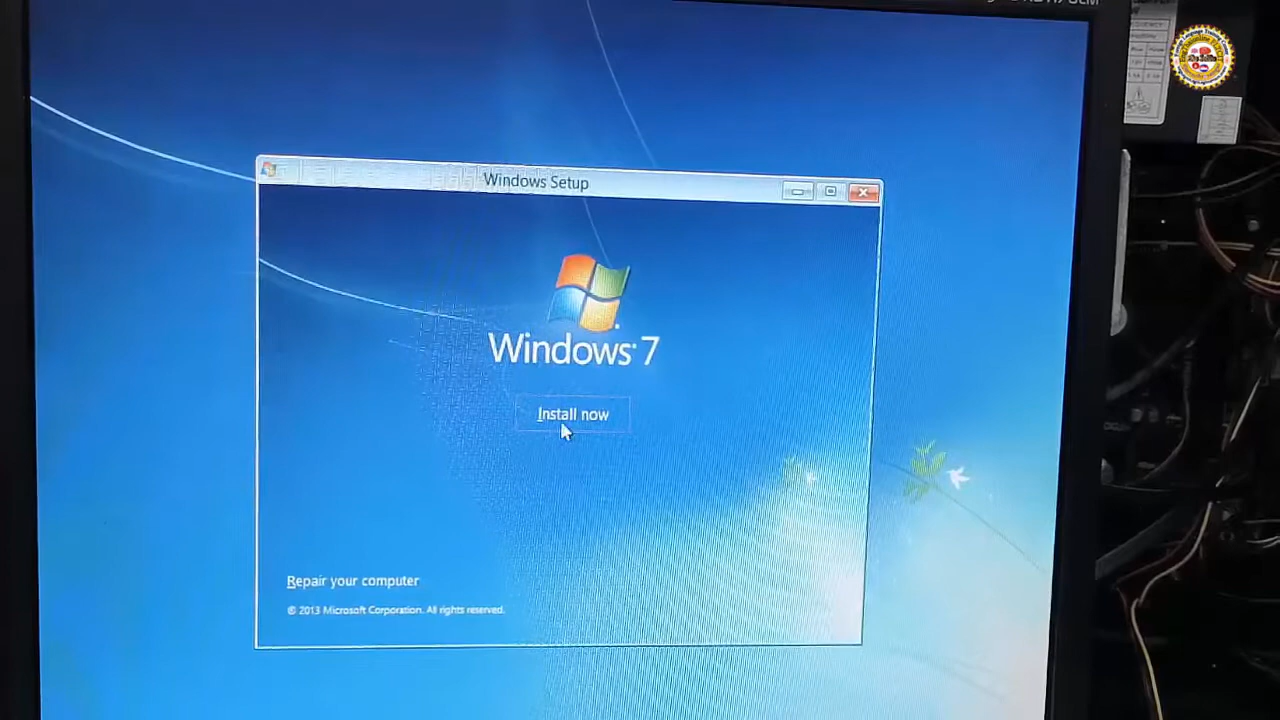 Windows Setup
Windows 7
Install now
Repair your computer
© 2013 Microsoft Corporation. All rights reserved.